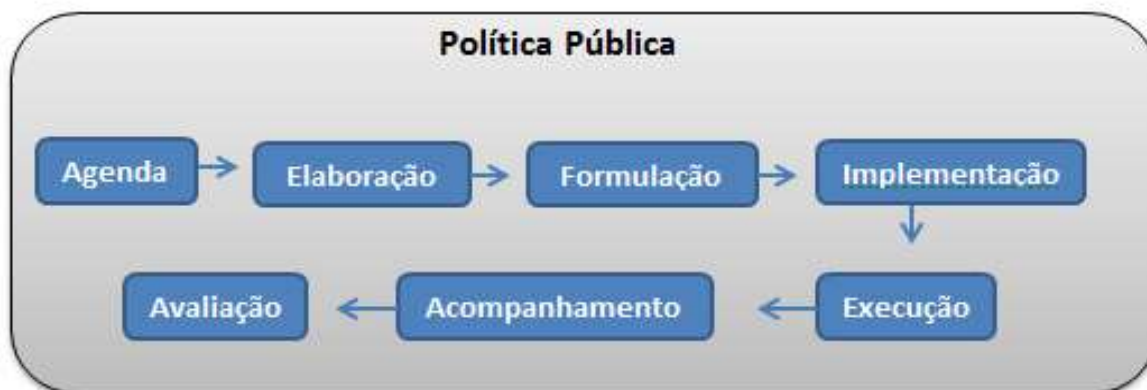 Política Pública
Agenda
Elaboração
Formulação
Implementação
Execução
Acompanhamento
Avaliação